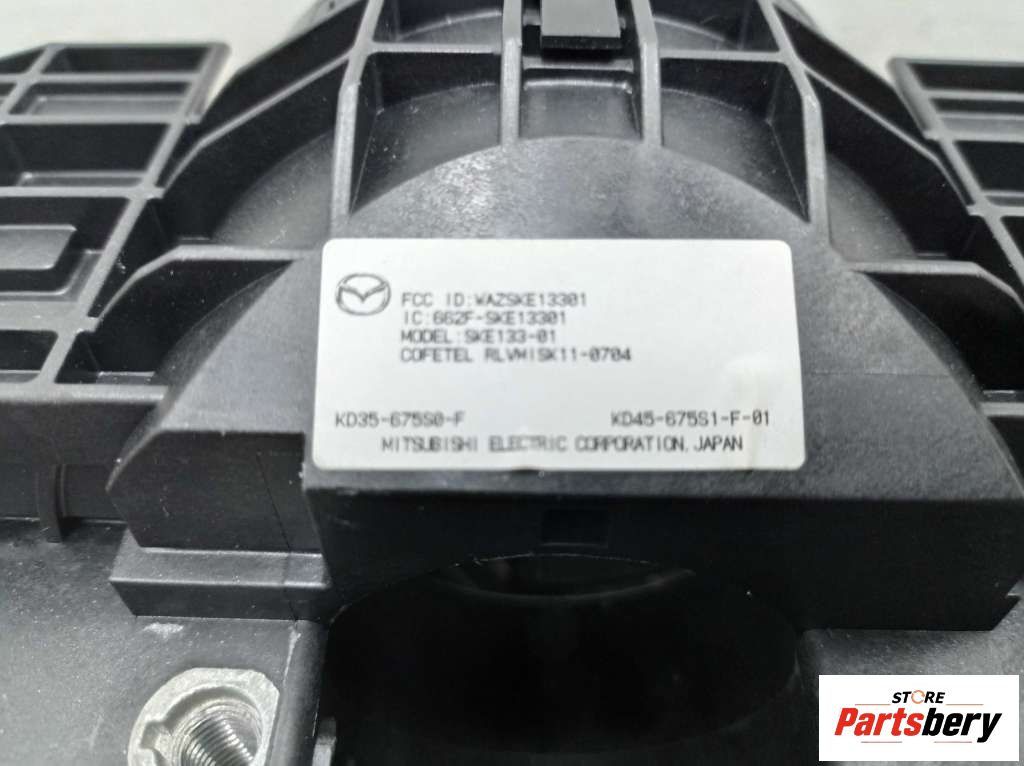 FCC ID:WAZSKE13301
IC:662F-SKE13301
MODEL:SKE133-01
COFETEL RLVMISK11-0704
KD35-675S0-F KD45-675S1-F-01
MITSUBISHI ELECTRIC CORPORATION, JAPAN
STORE
Partsbery